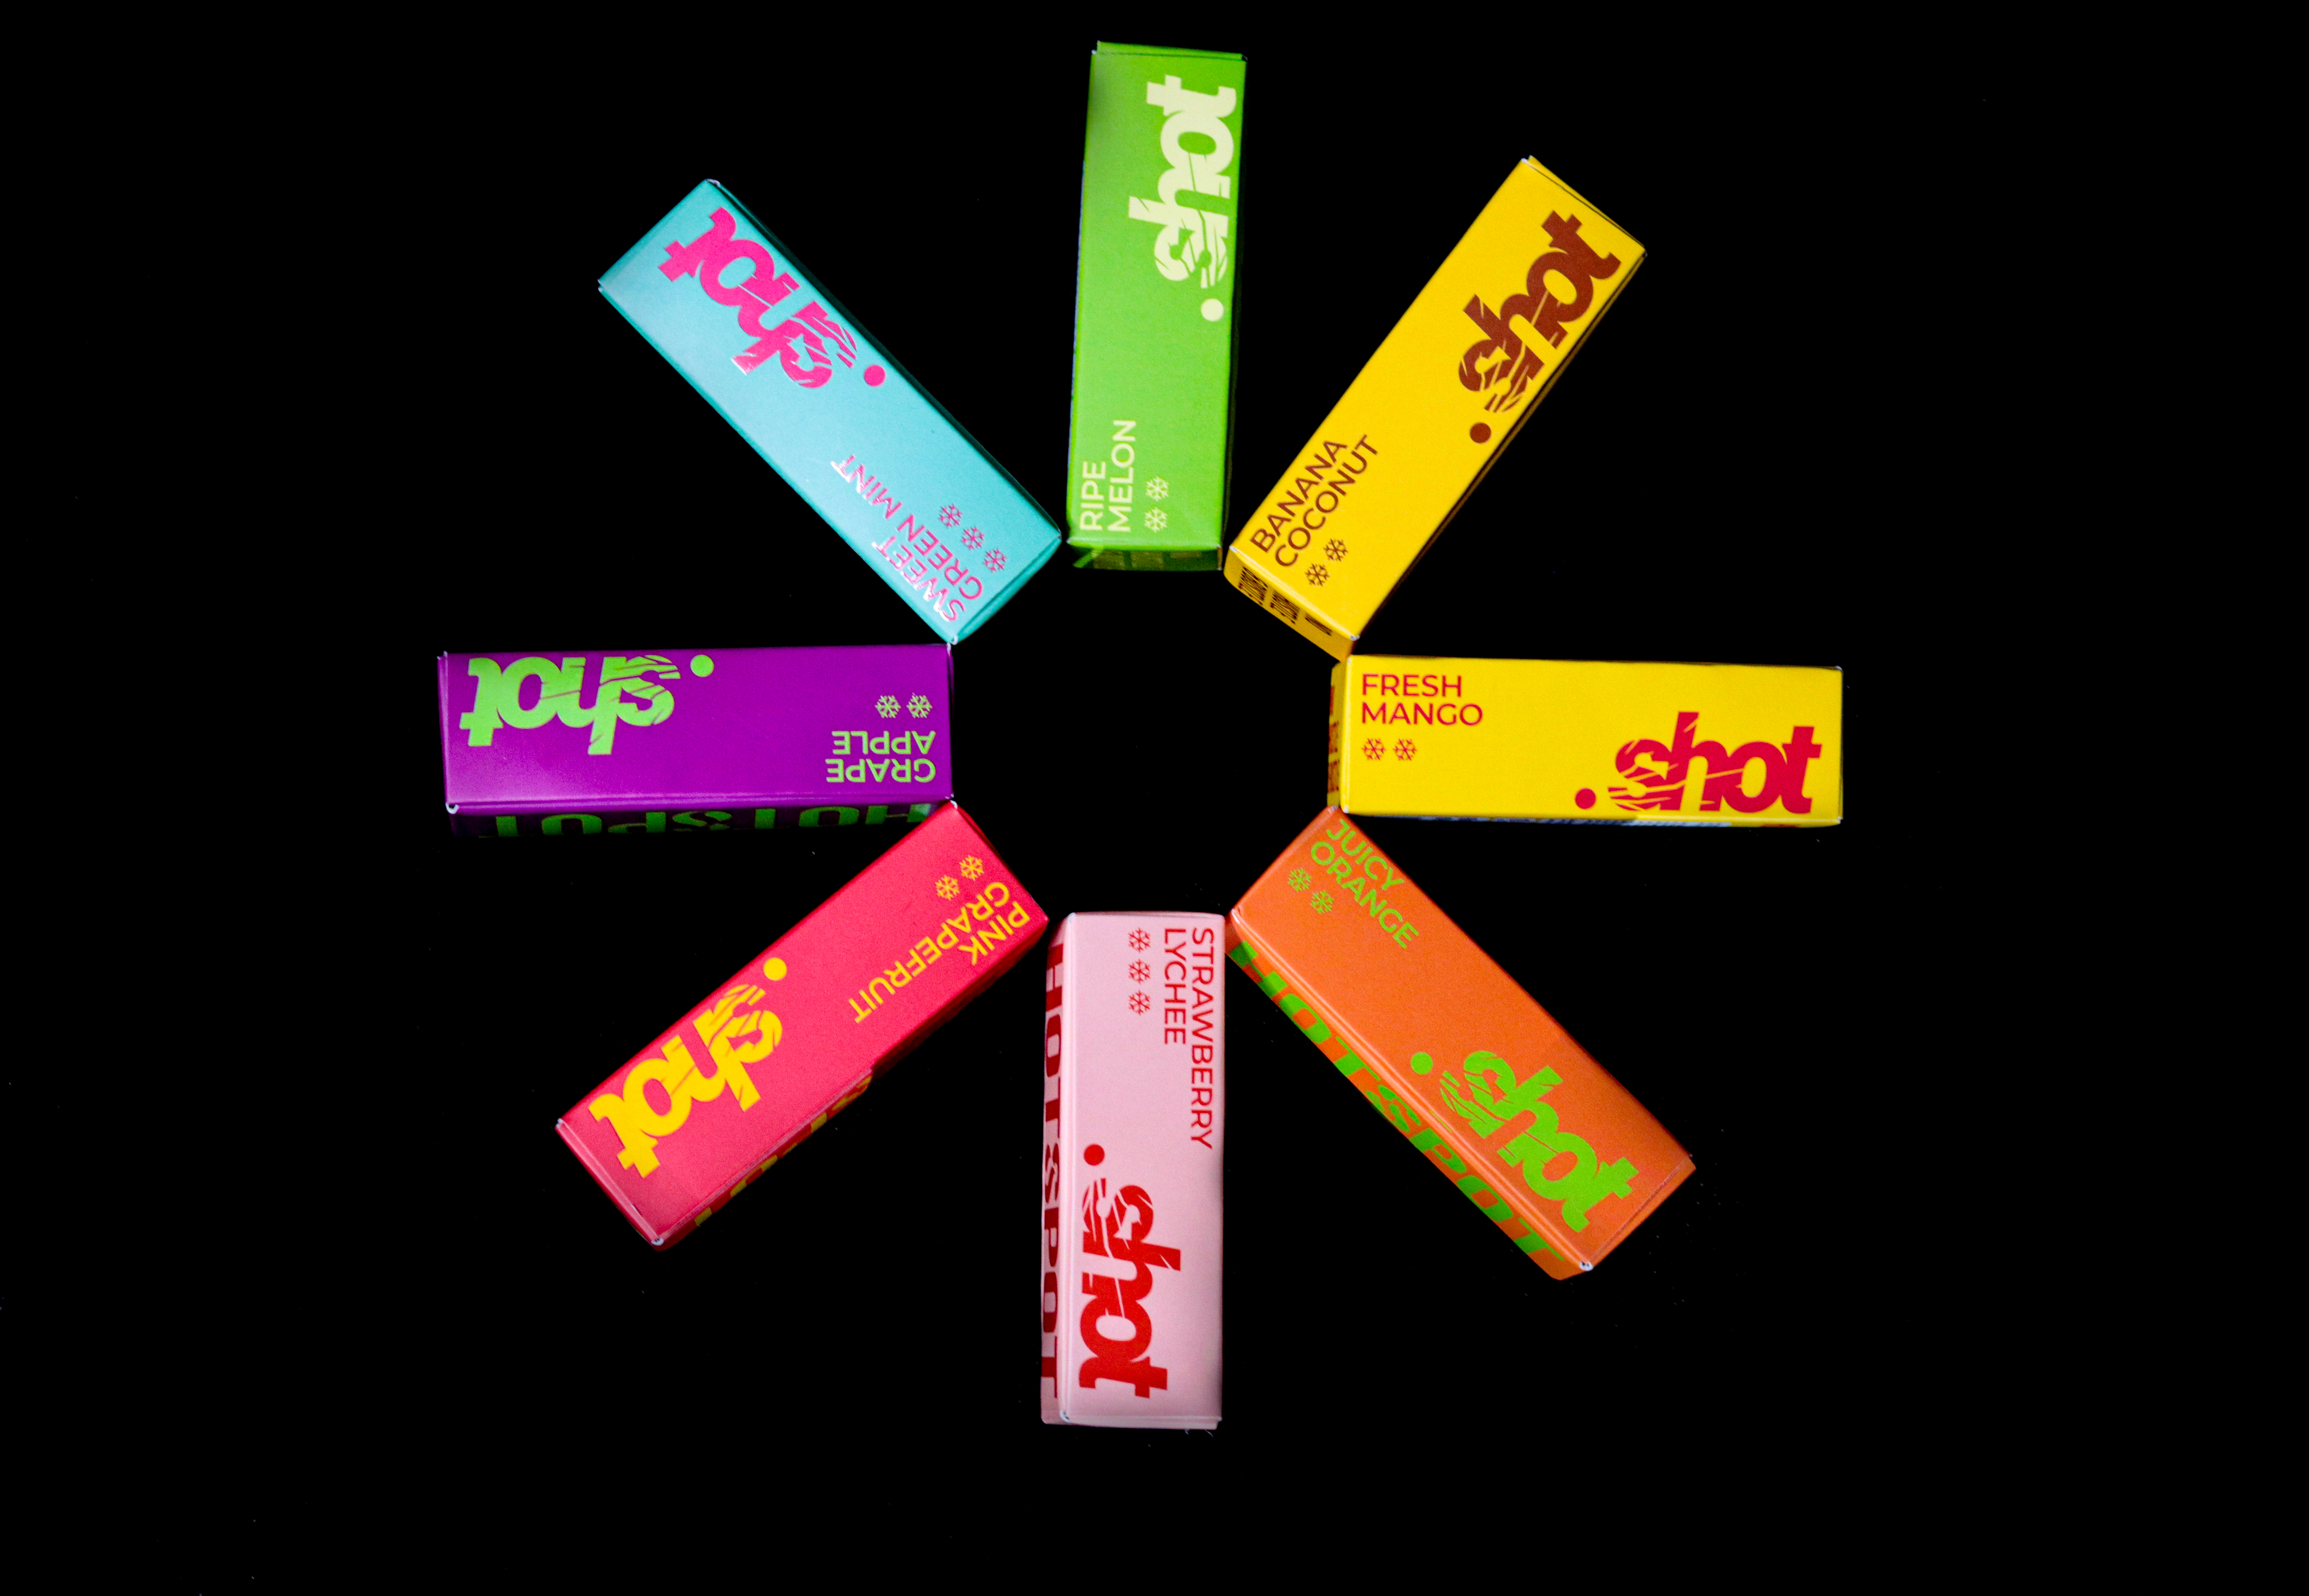 shot
RIPE
MELON
shot
BANANA
COCONUT
FRESH
MANGO
shot
JUICY
ORANGE
shot
HOTSPOT
STRAWBERRY
LYCHEE
shot
HOTSPOT
PINK
GRAPEFRUIT
shot
GRAPE
APPLE
shot
HOTSPOT
SWEET
GREEN MINT
shot